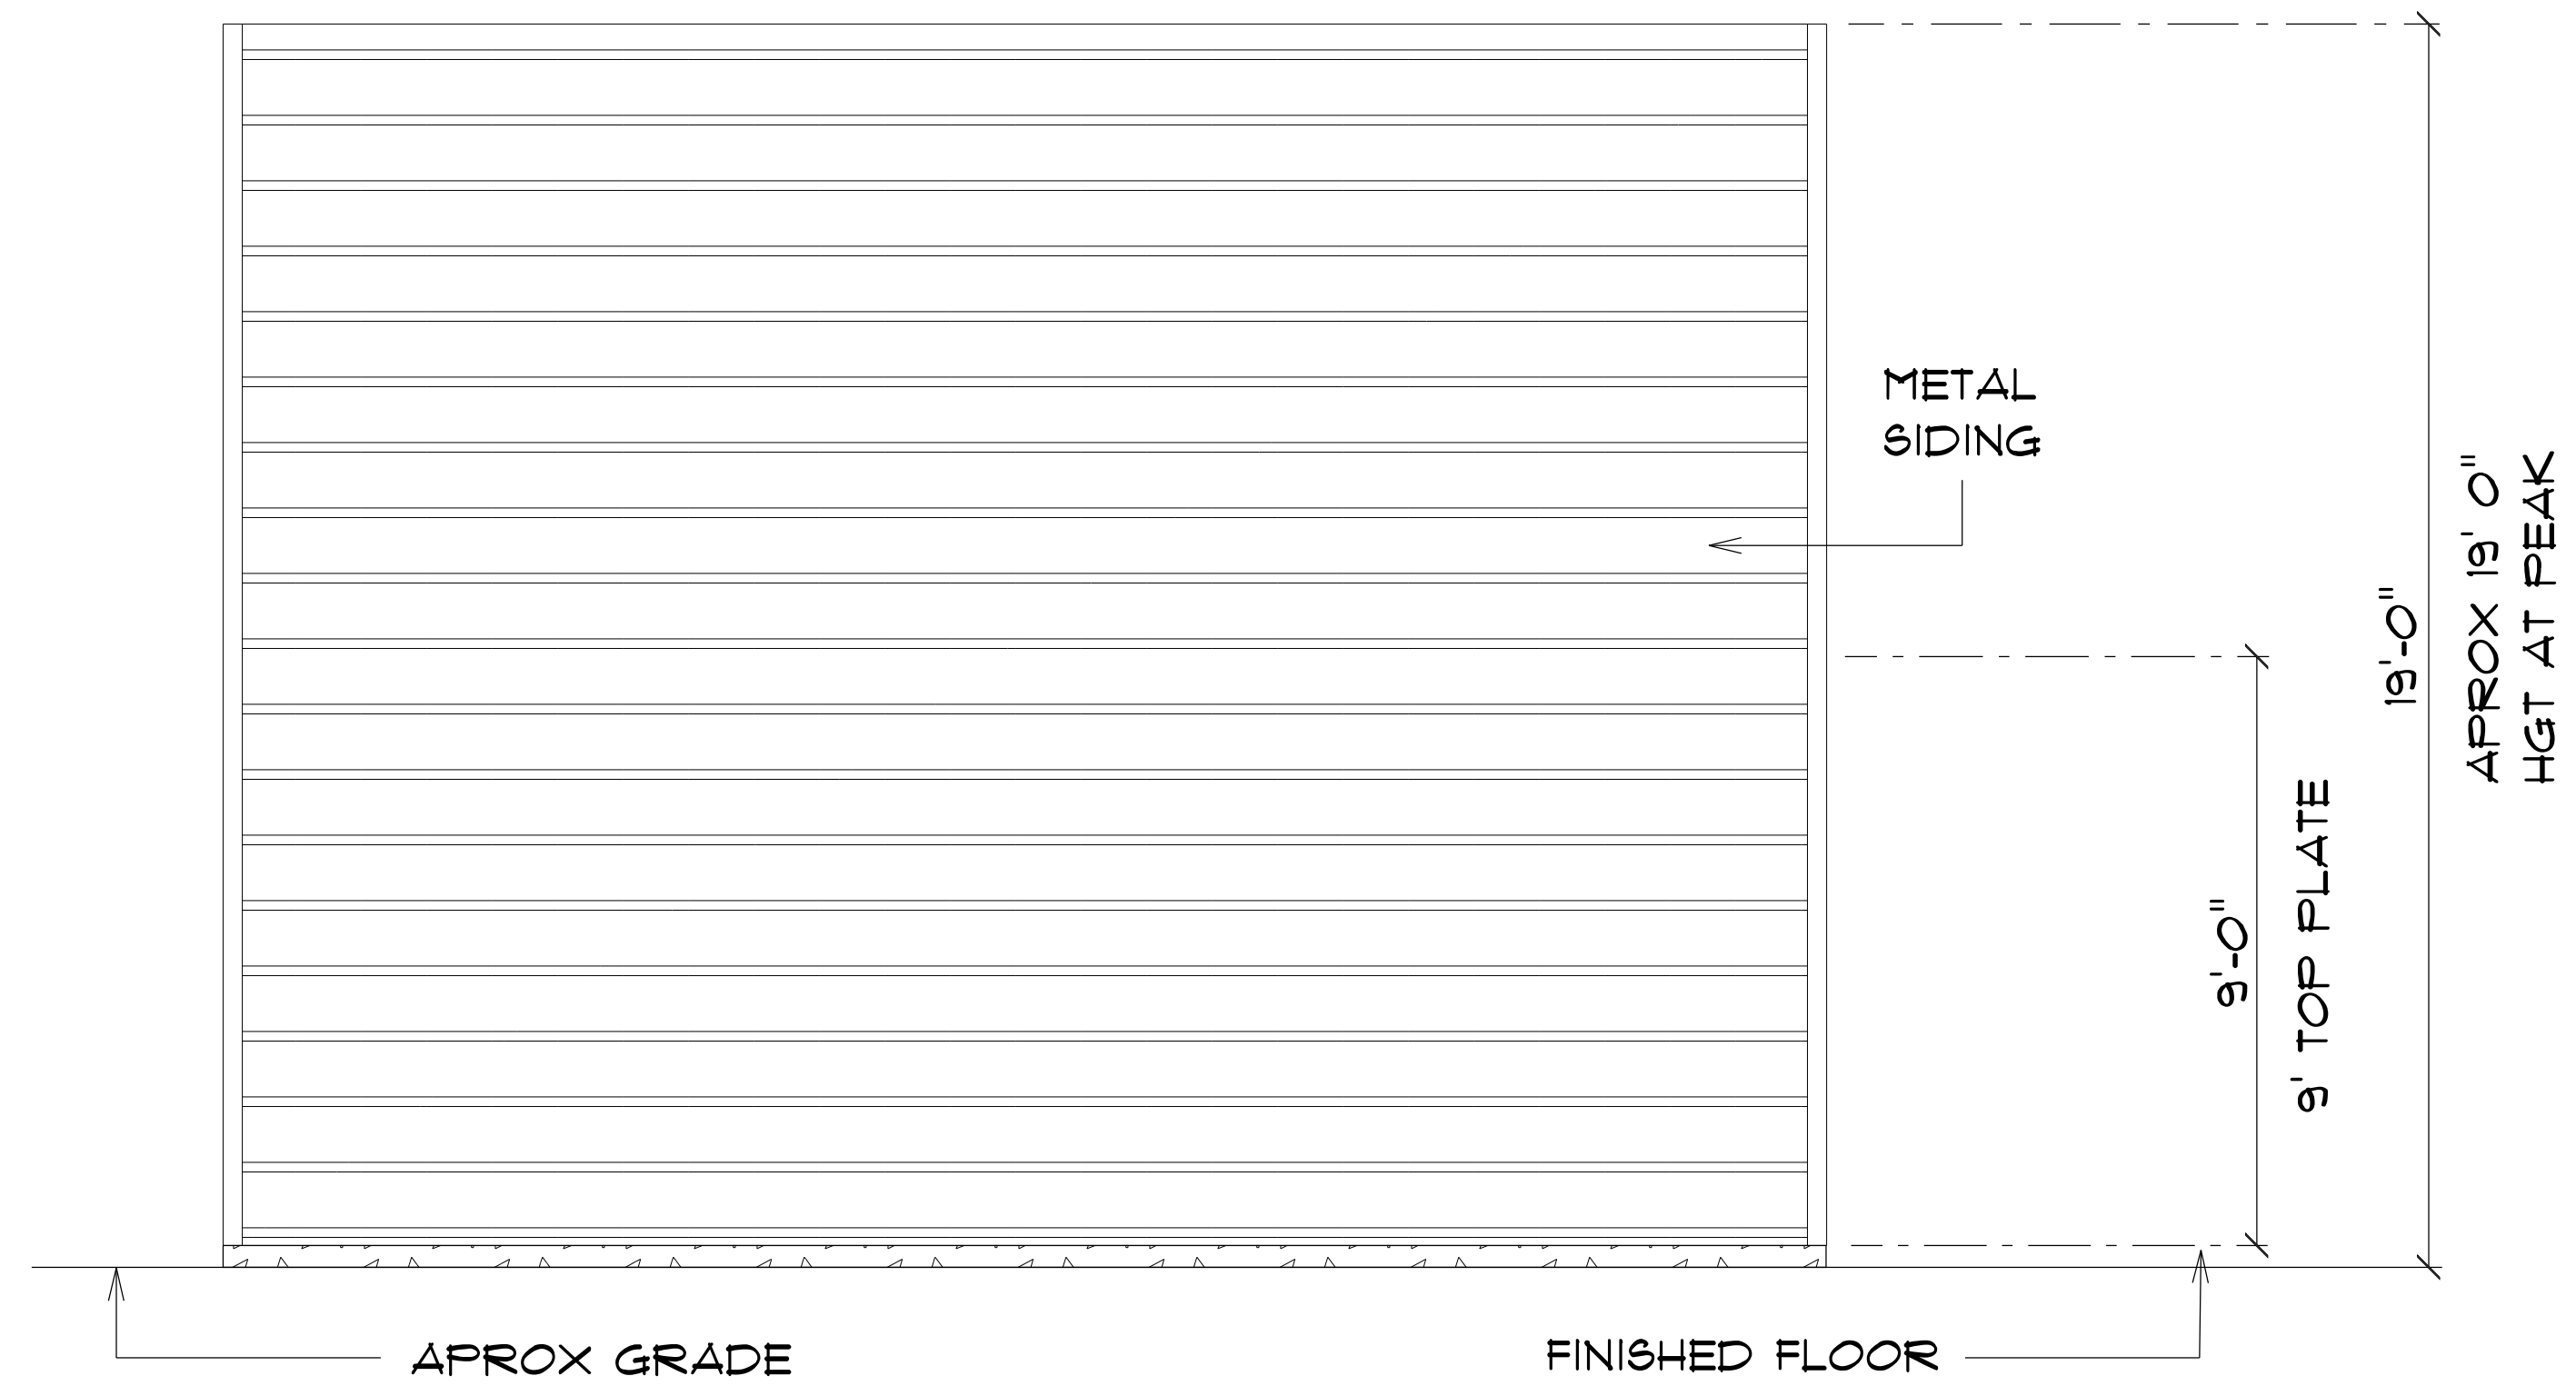 METAL
SIDING
19'-0"
APROX 19' 0"
HGT AT PEAK
9'-0"
9' TOP PLATE
APROX GRADE
FINISHED FLOOR